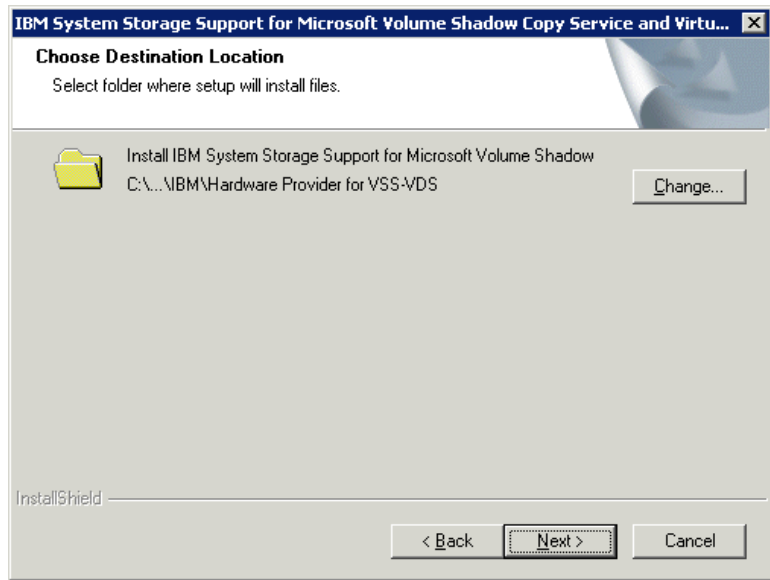 IBM System Storage Support for Microsoft Volume Shadow Copy Service and Virtu...
Choose Destination Location
Select folder where setup will install files.
Install IBM System Storage Support for Microsoft Volume Shadow
C:\...\IBM\Hardware Provider for VSS-VDS
Change...
InstallShield
< Back
Next >
Cancel